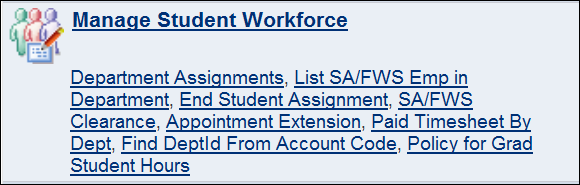 Manage Student Workforce
Department Assignments, List SA/FWS Emp in
Department, End Student Assignment, SA/FWS
Clearance, Appointment Extension, Paid Timesheet By
Dept, Find DeptId From Account Code, Policy for Grad
Student Hours